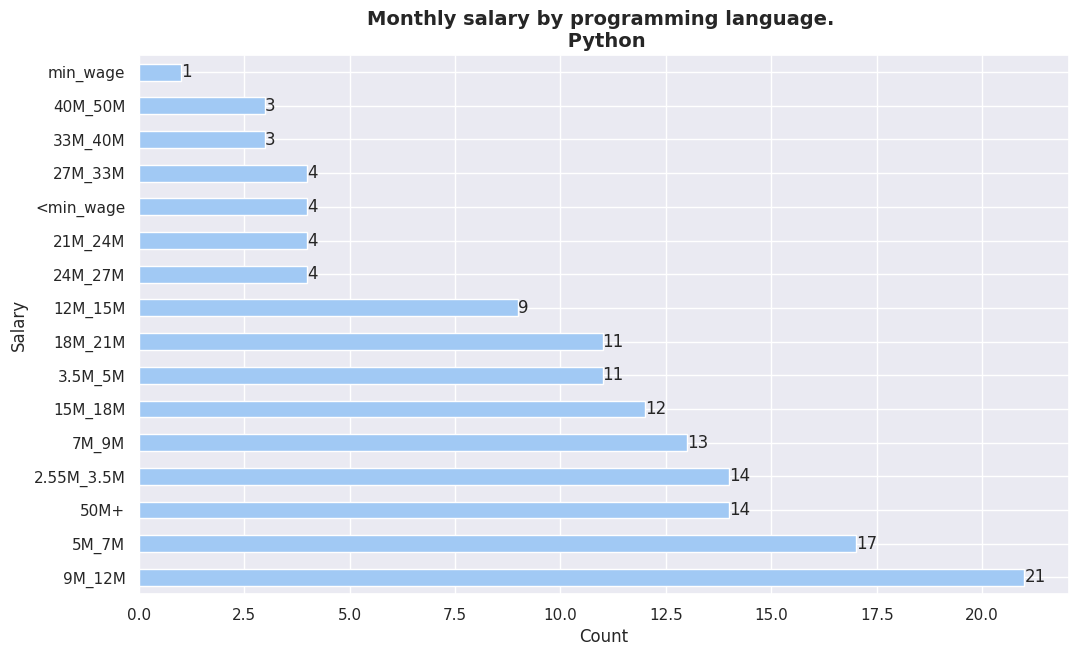 Monthly salary by programming language.
Python
Salary
min_wage 1
40M_50M 3
33M_40M 3
27M_33M 4
<min_wage 4
21M_24M 4
24M_27M 4
12M_15M 9
18M_21M 11
3.5M_5M 11
15M_18M 12
7M_9M 13
2.55M_3.5M 14
50M+ 14
5M_7M 17
9M_12M 21
0.0 2.5 5.0 7.5 10.0 12.5 15.0 17.5 20.0
Count